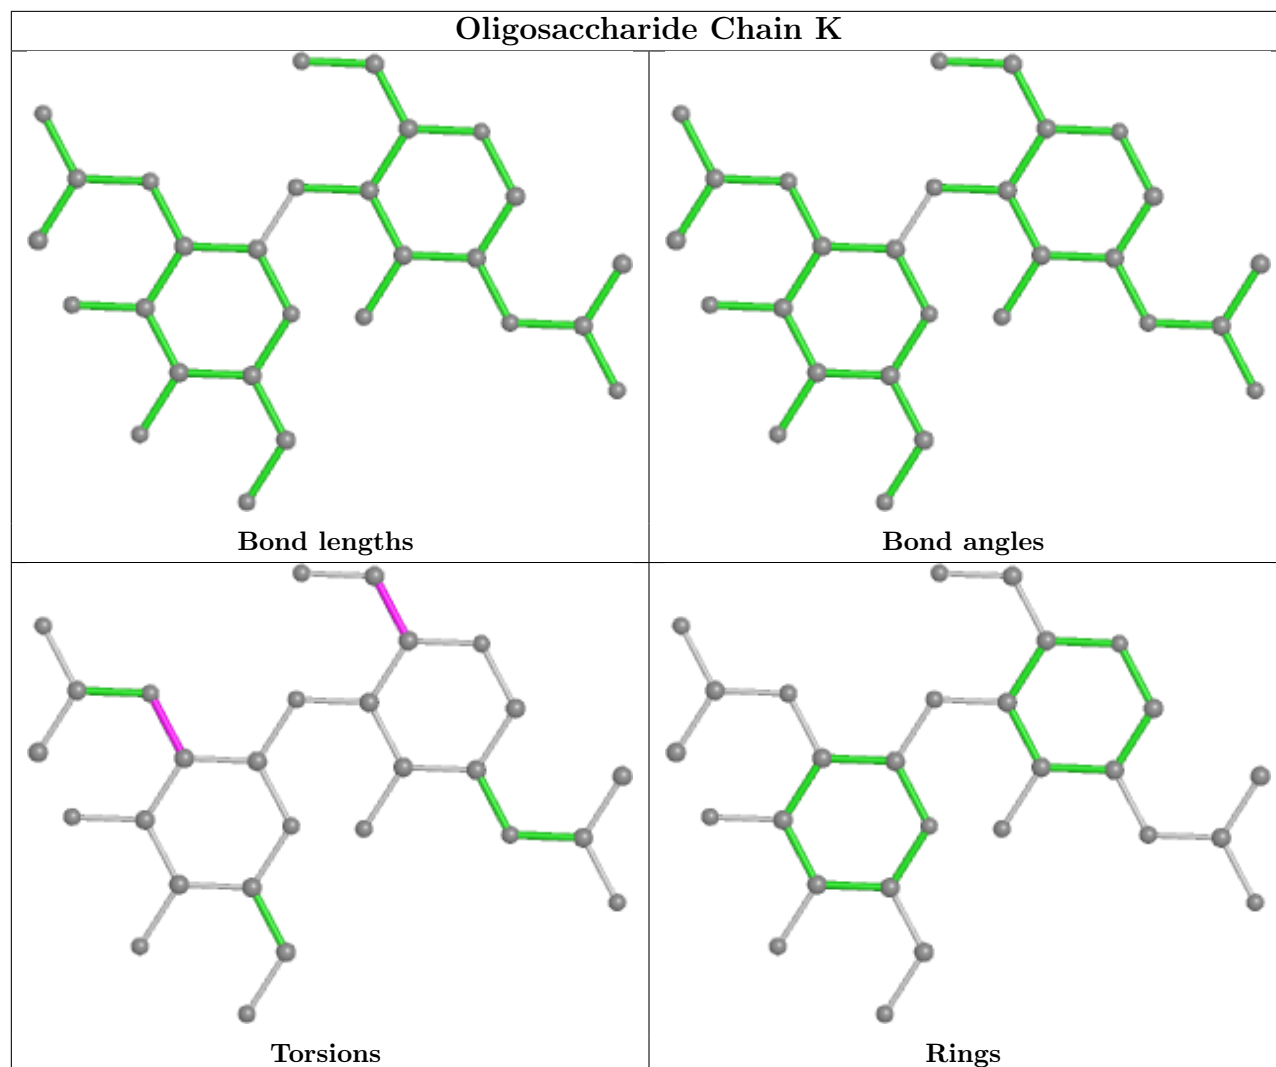 Oligosaccharide Chain K
Bond lengths
Bond angles
Torsions
Rings